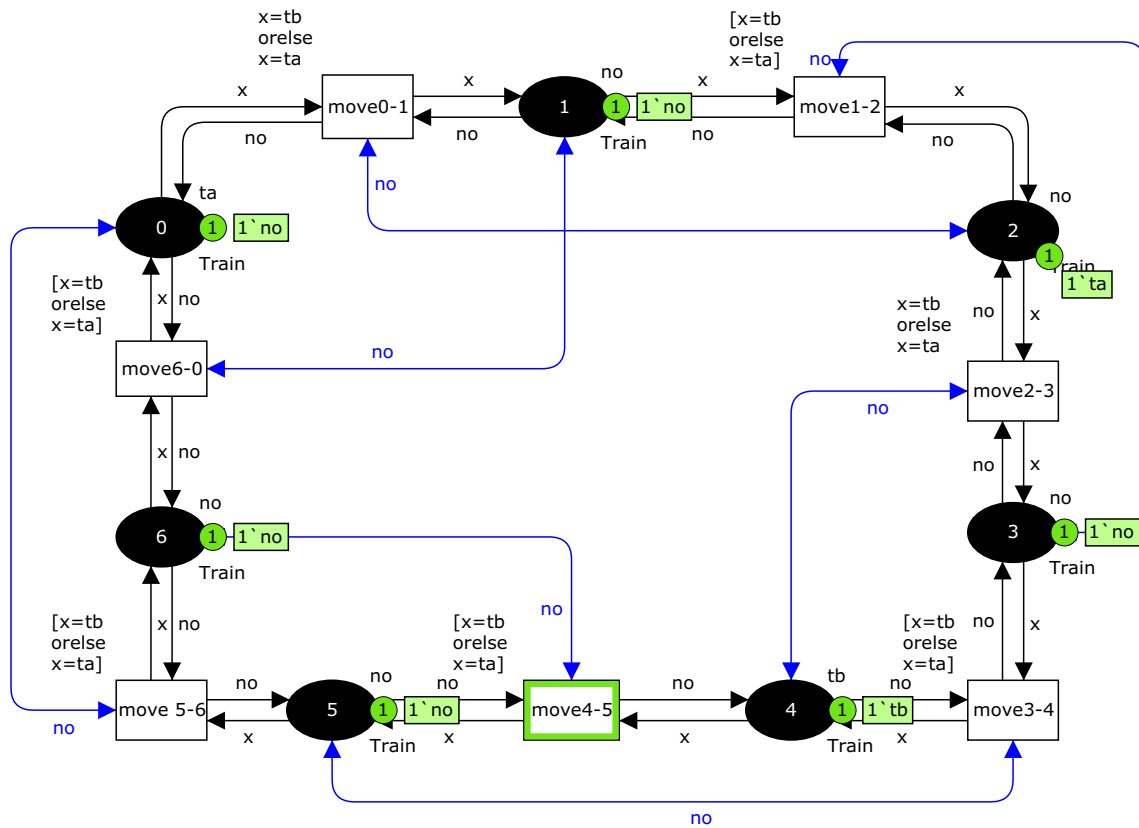 x=tb
orelse
x=ta
[x=tb
orelse
x=ta]
no
x
move0-1
x
no
1
1
1`no
x
move1-2
x
no
no
no
Train
no
no
no
ta
0
1
1`no
Train
no
2
1
Train
1`ta
[x=tb
orelse
x=ta]
x
no
x=tb
orelse
x=ta
no
x
move6-0
no
move2-3
no
x
no
no
x
no
6
1
1`no
Train
no
3
1
1`no
Train
[x=tb
orelse
x=ta]
x
no
[x=tb
orelse
x=ta]
no
[x=tb
orelse
x=ta]
no
x
move 5-6
no
x
no
5
1
1`no
no
x
Train
move4-5
no
x
tb
4
1
1`tb
no
x
Train
move3-4
no
no